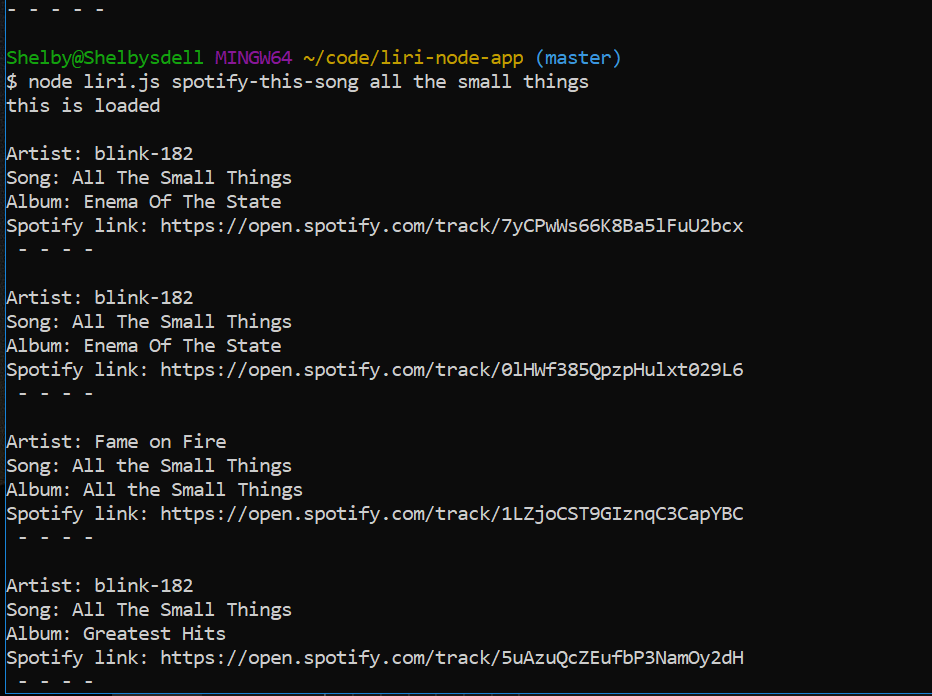 - - - - -
Shelby@Shelbysdell MINGW64 ~/code/liri-node-app (master)
$ node liri.js spotify-this-song all the small things
this is loaded
Artist: blink-182
Song: All The Small Things
Album: Enema Of The State
Spotify link: https://open.spotify.com/track/7yCPwWs66K8Ba5lFuU2bcx
- - - -
Artist: blink-182
Song: All The Small Things
Album: Enema Of The State
Spotify link: https://open.spotify.com/track/0lHWf385QpzpHulxt029L6
- - - -
Artist: Fame on Fire
Song: All the Small Things
Album: All the Small Things
Spotify link: https://open.spotify.com/track/1LZjoCST9GIznqC3CapYBC
- - - -
Artist: blink-182
Song: All The Small Things
Album: Greatest Hits
Spotify link: https://open.spotify.com/track/5uAzuQcZEufbP3NamOy2dH
- - - -